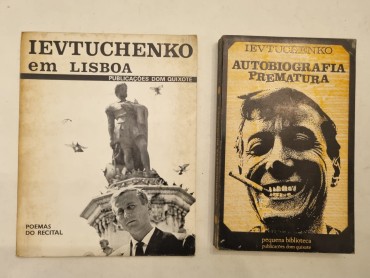 IEVTUCHENKO
em LISBOA
PUBLICAÇÕES DOM QUIXOTE
POEMAS
DO RECITAL
IEVTUCHENKO
AUTOBIOGRAFIA
PREMATURA
pequena biblioteca
publicações dom quixote